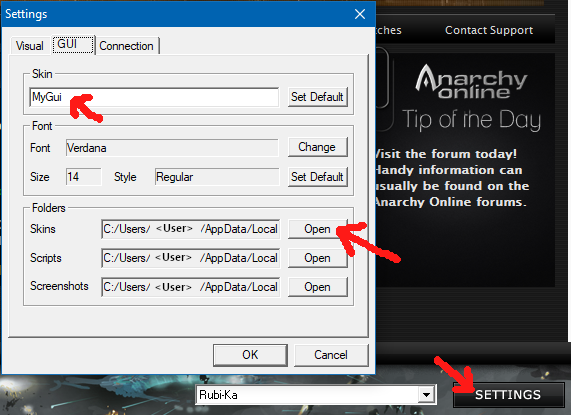 Settings
Visual GUI Connection
Skin
MyGui Set Default
Font
Font Verdana Change
Size 14 Style Regular Set Default
Folders
Skins C:/Users/ <User> /AppData/Local Open
Scripts C:/Users/ <User> /AppData/Local Open
Screenshots C:/Users/ <User> /AppData/Local Open
OK Cancel
Contact Support
Anarchy
online
Tip of the Day
Visit the forum today!
Handy information can
usually be found on the
Anarchy Online forums.
Rubi-Ka SETTINGS